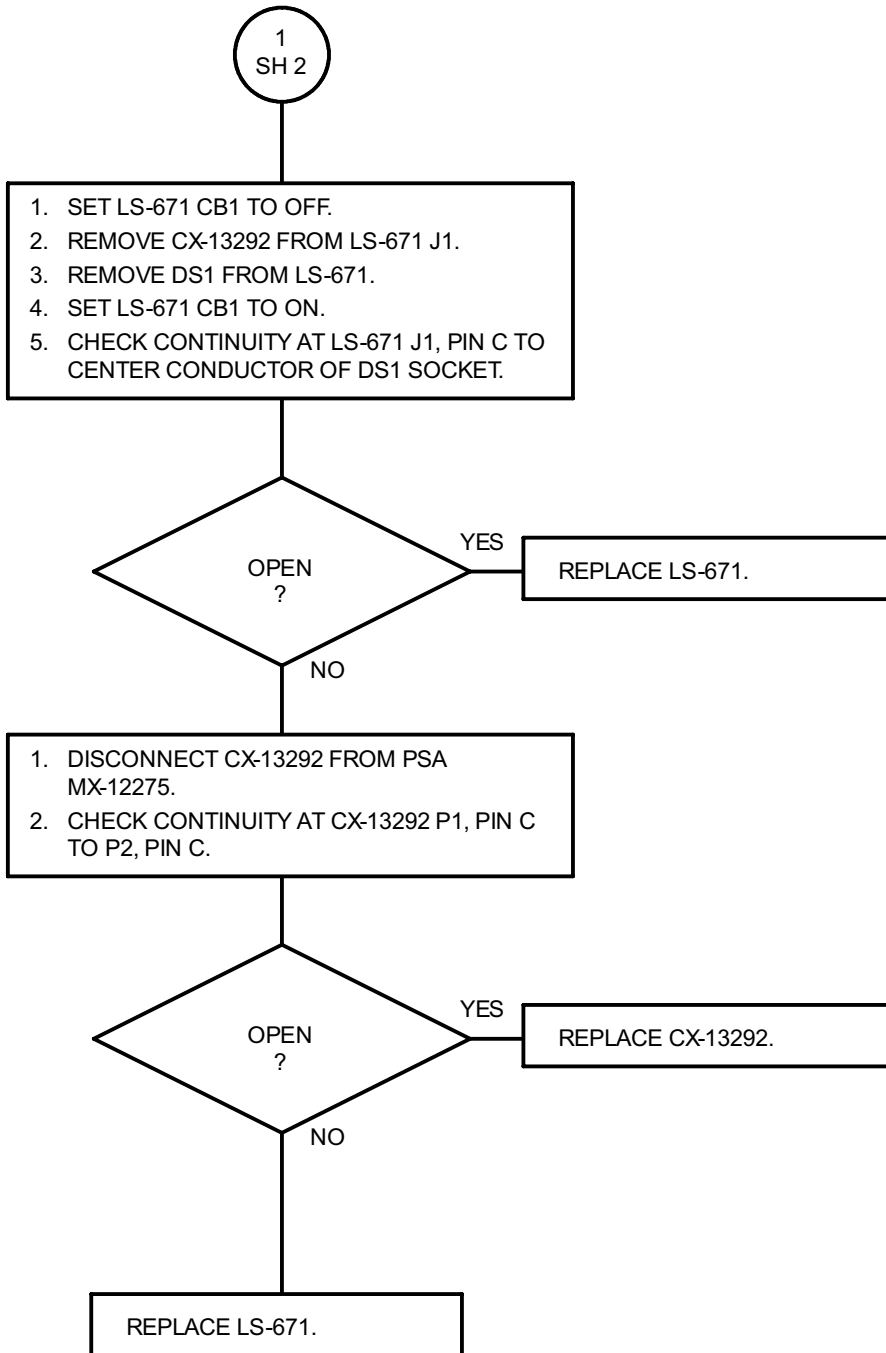 1
SH 2
1. SET LS-671 CB1 TO OFF.
2. REMOVE CX-13292 FROM LS-671 J1.
3. REMOVE DS1 FROM LS-671.
4. SET LS-671 CB1 TO ON.
5. CHECK CONTINUITY AT LS-671 J1, PIN C TO
CENTER CONDUCTOR OF DS1 SOCKET.
OPEN
?
YES
REPLACE LS-671.
NO
1. DISCONNECT CX-13292 FROM PSA
MX-12275.
2. CHECK CONTINUITY AT CX-13292 P1, PIN C
TO P2, PIN C.
OPEN
?
YES
REPLACE CX-13292.
NO
REPLACE LS-671.